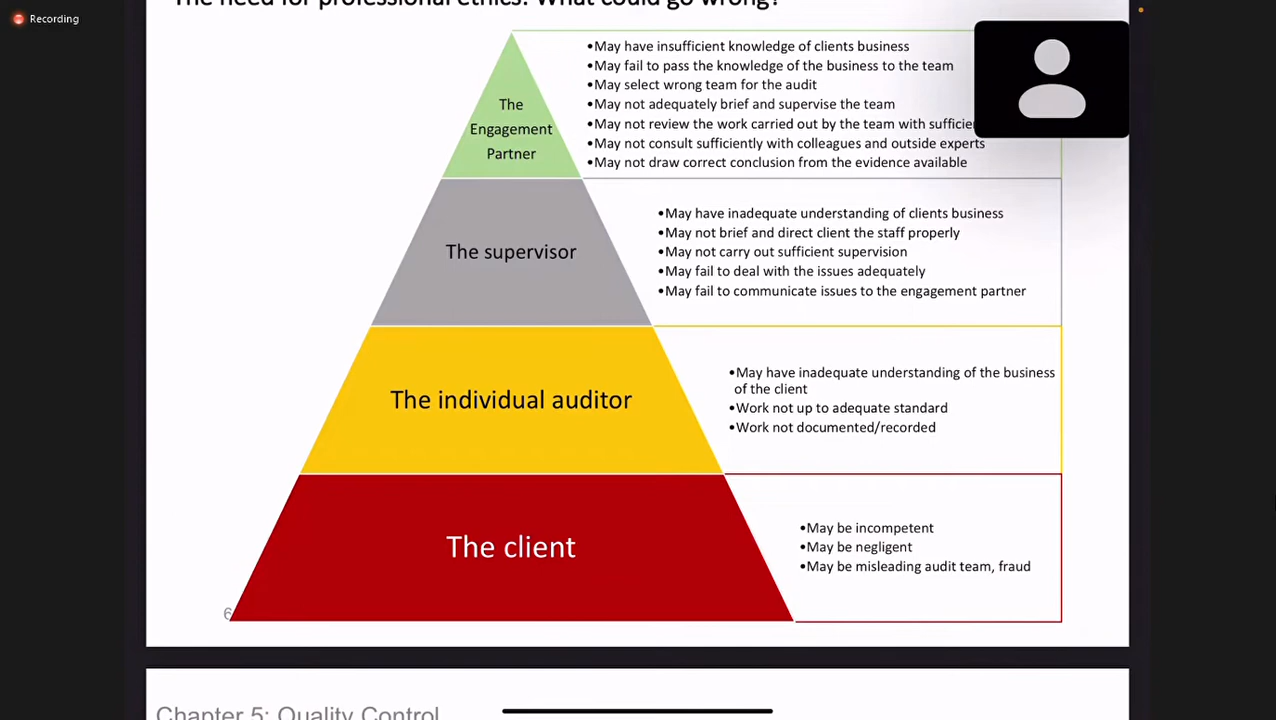 Recording
The need for professional ethics: What could go wrong?
The
Engagement
Partner
•May have insufficient knowledge of clients business
•May fail to pass the knowledge of the business to the team
•May select wrong team for the audit
•May not adequately brief and supervise the team
•May not review the work carried out by the team with
•May not consult sufficiently with colleagues and outside experts
•May not draw correct conclusion from the evidence available
The supervisor
•May have inadequate understanding of clients business
•May not brief and direct client the staff properly
•May not carry out sufficient supervision
•May fail to deal with the issues adequately
•May fail to communicate issues to the engagement partner
The individual auditor
•May have inadequate understanding of the business
of the client
•Work not up to adequate standard
•Work not documented/recorded
The client
•May be incompetent
•May be negligent
•May be misleading audit team, fraud
6
Chapter 5: Quality Control